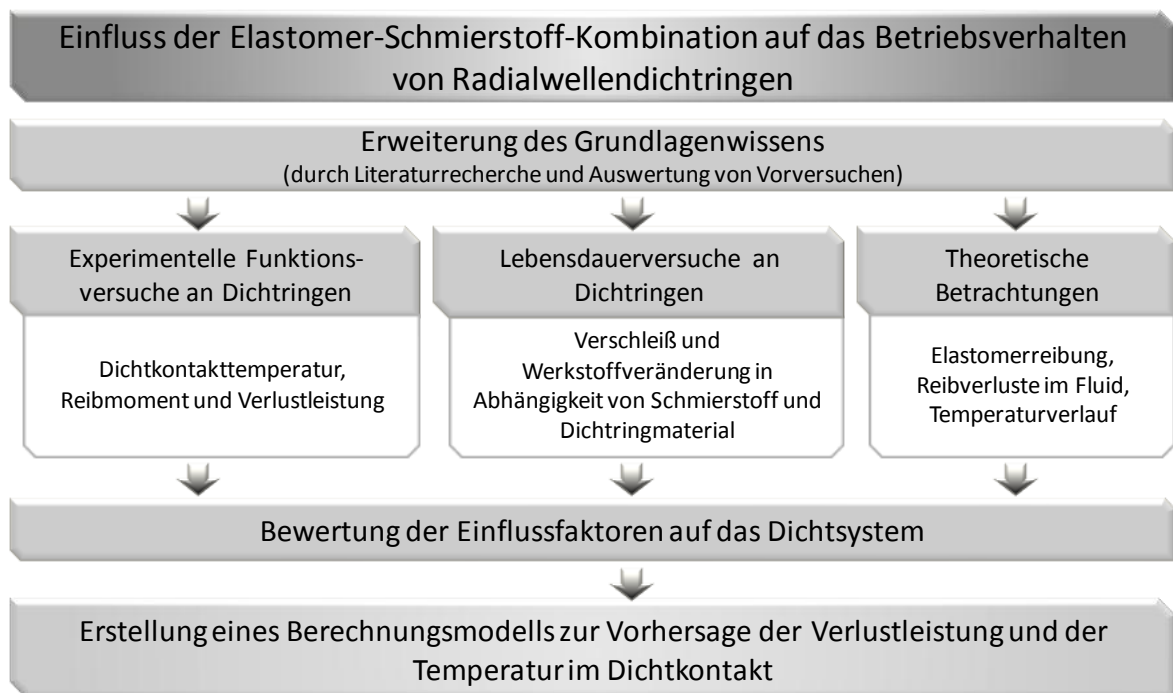 Einfluss der Elastomer-Schmierstoff-Kombination auf das Betriebsverhalten
von Radialwellendichtringen
Erweiterung des Grundlagenwissens
(durch Literaturrecherche und Auswertung von Vorversuchen)
Experimentelle Funktions-
versuche an Dichtringen
Dichtkontakttemperatur,
Reibmoment und Verlustleistung
Lebensdauerversuche an
Dichtringen
Verschleiß und
Werkstoffveränderung in
Abhängigkeit von Schmierstoff und
Dichtringmaterial
Theoretische
Betrachtungen
Elastomerreibung,
Reibverluste im Fluid,
Temperaturverlauf
Bewertung der Einflussfaktoren auf das Dichtsystem
Erstellung eines Berechnungsmodells zur Vorhersage der Verlustleistung und der
Temperatur im Dichtkontakt